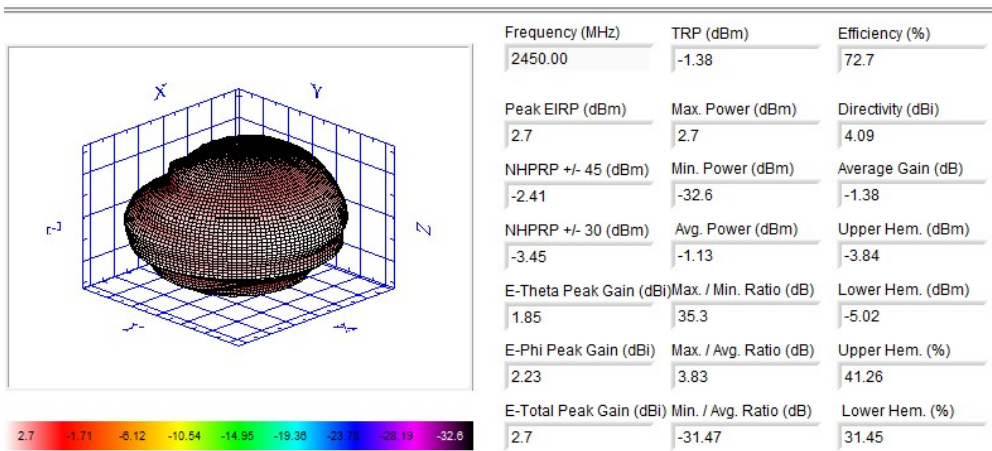 Frequency (MHz) TRP (dBm) Efficiency (%)
2450.00 -1.38 72.7
Peak EIRP (dBm) Max. Power (dBm) Directivity (dBi)
2.7 2.7 4.09
NHPRP +/- 45 (dBm) Min. Power (dBm) Average Gain (dB)
-2.41 -32.6 -1.38
NHPRP +/- 30 (dBm) Avg. Power (dBm) Upper Hem. (dBm)
-3.45 -1.13 -3.84
E-Theta Peak Gain (dBi) Max. / Min. Ratio (dB) Lower Hem. (dBm)
1.85 35.3 -5.02
E-Phi Peak Gain (dBi) Max. / Avg. Ratio (dB) Upper Hem. (%)
2.23 3.83 41.26
E-Total Peak Gain (dBi) Min. / Avg. Ratio (dB) Lower Hem. (%)
2.7 -31.47 31.45
X Y
Z
2.7 -1.71 -6.12 -10.54 -14.95 -19.36 -23.78 -28.19 -32.6